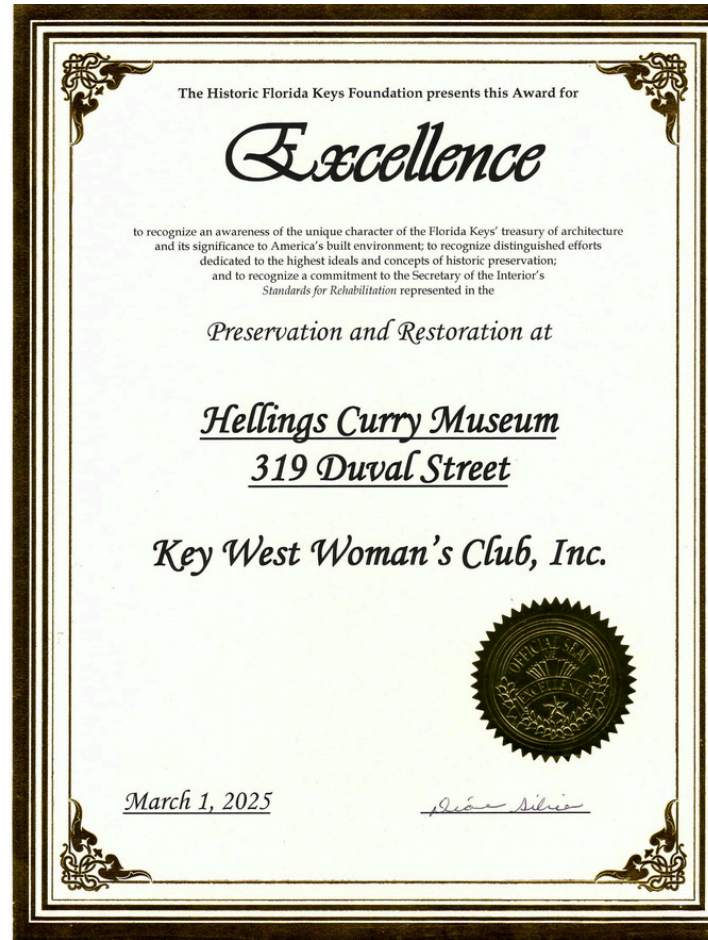 The Historic Florida Keys Foundation presents this Award for
Excellence
to recognize an awareness of the unique character of the Florida Keys' treasury of architecture
and its significance to America's built environment; to recognize distinguished efforts
dedicated to the highest ideals and concepts of historic preservation;
and to recognize a commitment to the Secretary of the Interior's
Standards for Rehabilitation represented in the
Preservation and Restoration at
Hellings Curry Museum
319 Duval Street
Key West Woman's Club, Inc.
OFFICIAL SEAL
OF
EXCELLENCE
March 1, 2025